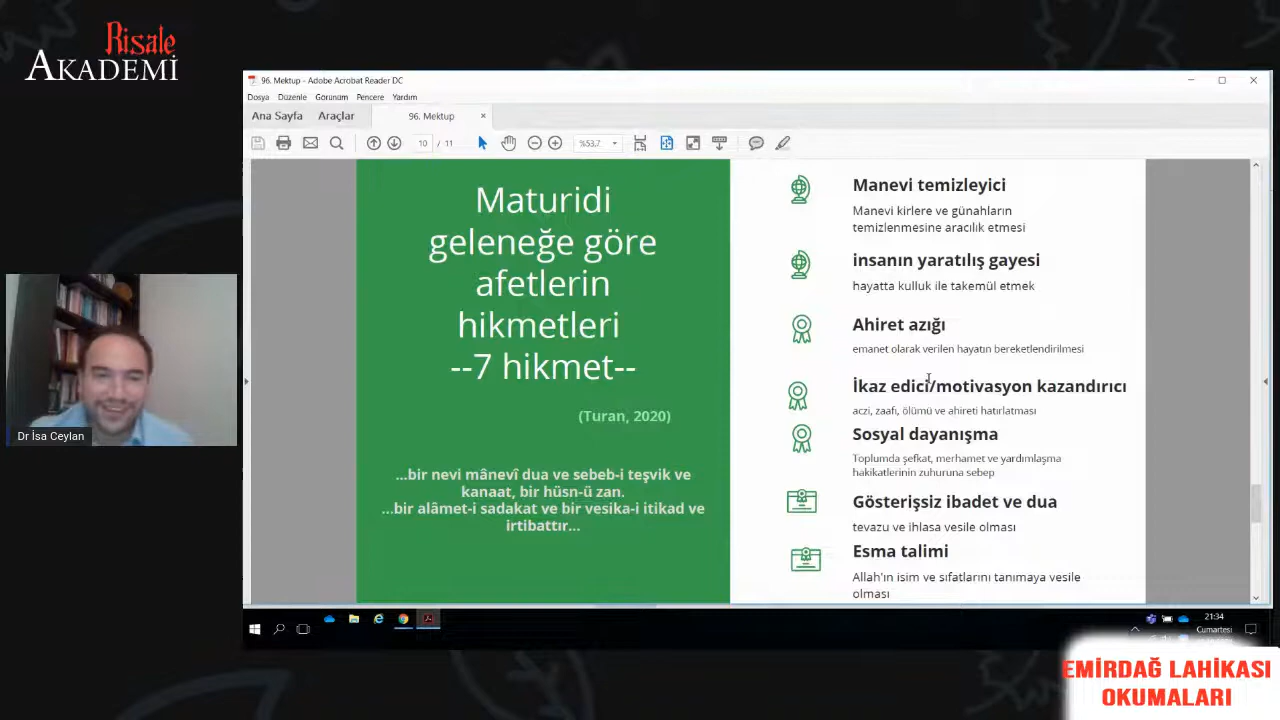 Risale
AKADEMİ
96. Mektup - Adobe Acrobat Reader DC
Dosya Düzenle Görünüm Pencere Yardım
Ana Sayfa Araçlar 96. Mektup ×
10 / 11 %53,7
Maturidi
geleneğe göre
afetlerin
hikmetleri
--7 hikmet--
(Turan, 2020)
...bir nevi mânevî dua ve sebeb-i teşvik ve
kanaat, bir hüsn-ü zan.
...bir alâmet-i sadakat ve bir vesika-i itikad ve
irtibattır...
Manevi temizleyici
Manevi kirlere ve günahların
temizlenmesine aracılık etmesi
insanın yaratılış gayesi
hayatta kulluk ile takemül etmek
Ahiret azığı
emanet olarak verilen hayatın bereketlendirilmesi
İkaz edici/motivasyon kazandırıcı
aczi, zaafı, ölümü ve ahireti hatırlatması
Sosyal dayanışma
Toplumda şefkat, merhamet ve yardımlaşma
hakikatlerinin zuhuruna sebep
Gösterişsiz ibadet ve dua
tevazu ve ihlasa vesile olması
Esma talimi
Allah'ın isim ve sıfatlarını tanımaya vesile
olması
Dr İsa Ceylan
21:34
Cumartesi
EMİRDAĞ LAHİKASI
OKUMALARI